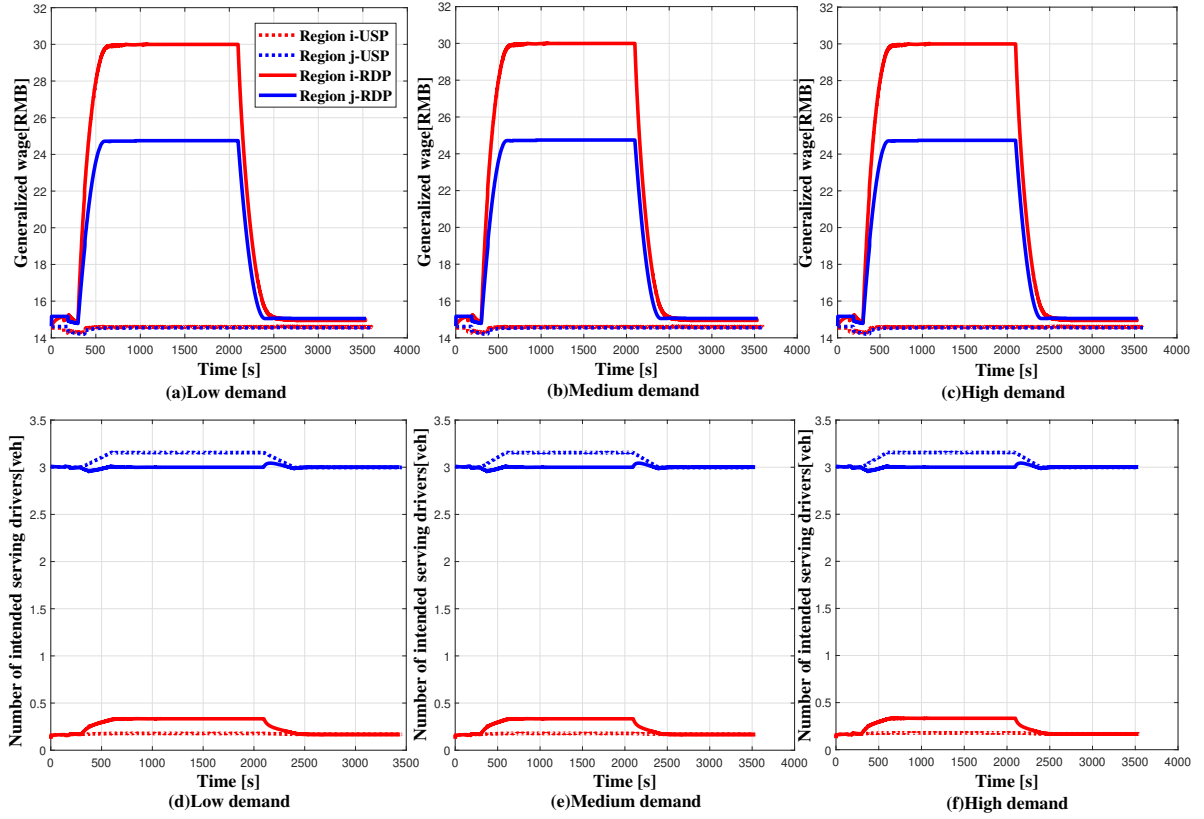 Generalized wage[RMB]
32
30
28
26
24
22
20
18
16
14
0 500 1000 1500 2000 2500 3000 3500 4000
Time [s]
(a)Low demand
Region i-USP
Region j-USP
Region i-RDP
Region j-RDP
Generalized wage[RMB]
32
30
28
26
24
22
20
18
16
14
0 500 1000 1500 2000 2500 3000 3500 4000
Time [s]
(b)Medium demand
Generalized wage[RMB]
32
30
28
26
24
22
20
18
16
14
0 500 1000 1500 2000 2500 3000 3500 4000
Time [s]
(c)High demand
Number of intended serving drivers[veh]
3.5
3
2.5
2
1.5
1
0.5
0
0 500 1000 1500 2000 2500 3000 3500
Time [s]
(d)Low demand
Number of intended serving drivers[veh]
3.5
3
2.5
2
1.5
1
0.5
0
0 500 1000 1500 2000 2500 3000 3500 4000
Time [s]
(e)Medium demand
Number of intended serving drivers[veh]
3.5
3
2.5
2
1.5
1
0.5
0
0 500 1000 1500 2000 2500 3000 3500 4000
Time [s]
(f)High demand